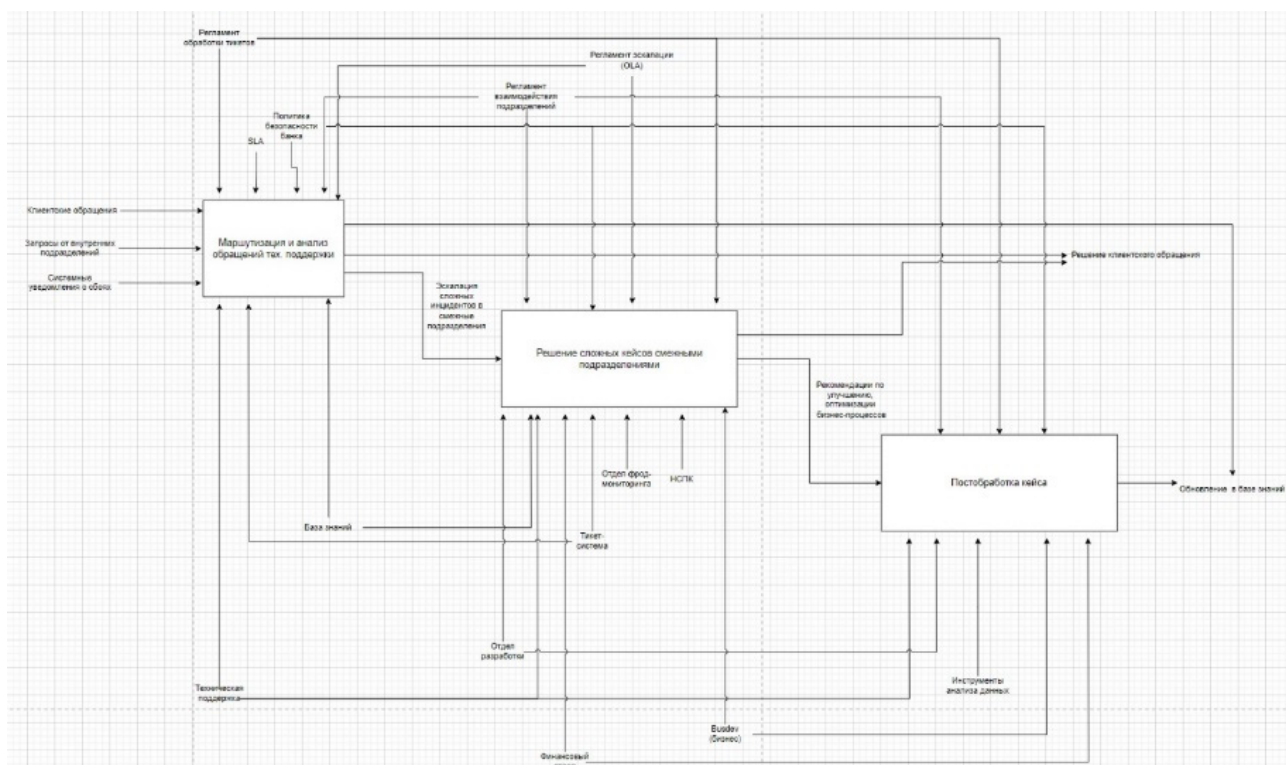 Регламент
обработки тикетов
Регламент эскалации
(OLA)
Регламент
взаимодействия
подразделений
Политика
безопасности
банка
SLA
Клиентские обращения
Запросы от внутренних
подразделений
Системные
уведомления о сбоях
Маршутизация и анализ
обращений тех. поддержки
Решение клиентского обращения
Эскалация
сложных
инцидентов в
смежные
подразделения
Решение сложных кейсов смежными
подразделениями
Рекомендации по
улучшению,
оптимизации
бизнес-процессов
Постобработка кейса
Обновление в базе знаний
Отдел фрод-
мониторинга
НСПК
База знаний
Тикет-
система
Отдел
разработки
Техническая
поддержка
Инструменты
анализа данных
Busdev
(бизнес)
Финансовый